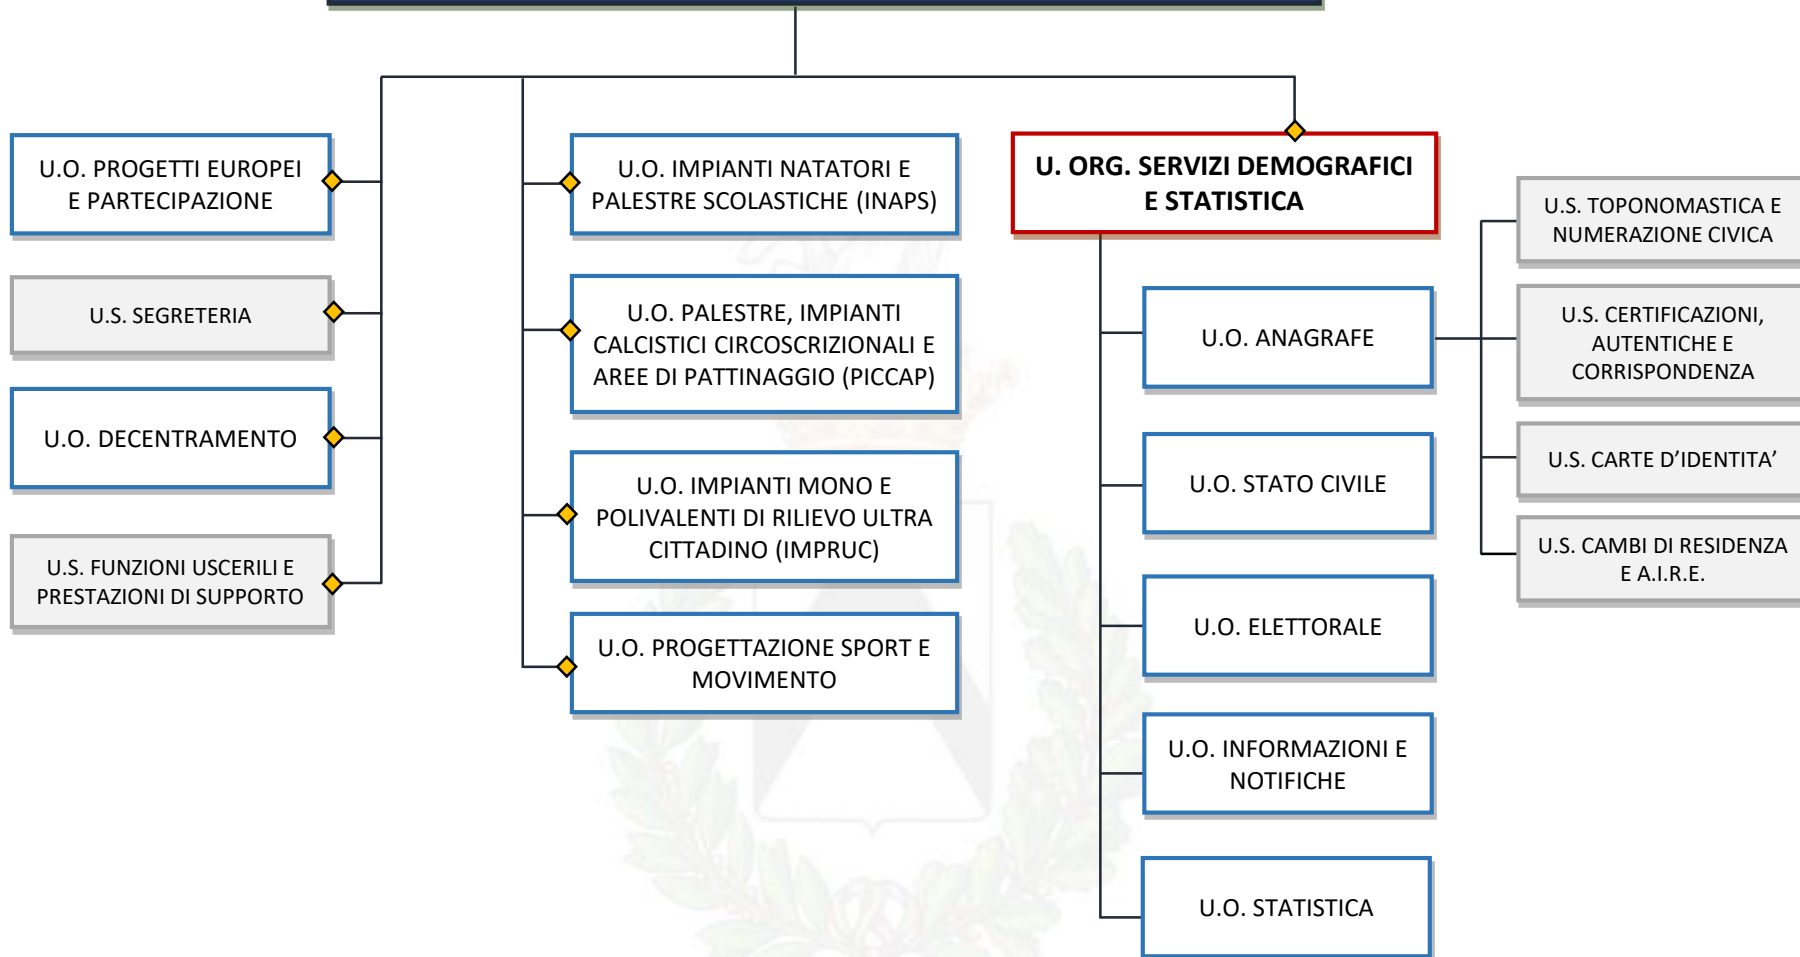 U.O. PROGETTI EUROPEI
E PARTECIPAZIONE
U.S. SEGRETERIA
U.O. DECENTRAMENTO
U.S. FUNZIONI USCERILI E
PRESTAZIONI DI SUPPORTO
U.O. IMPIANTI NATATORI E
PALESTRE SCOLASTICHE (INAPS)
U.O. PALESTRE, IMPIANTI
CALCISTICI CIRCOSCRIZIONALI E
AREE DI PATTINAGGIO (PICCAP)
U.O. IMPIANTI MONO E
POLIVALENTI DI RILIEVO ULTRA
CITTADINO (IMPRUC)
U.O. PROGETTAZIONE SPORT E
MOVIMENTO
U. ORG. SERVIZI DEMOGRAFICI
E STATISTICA
U.O. ANAGRAFE
U.O. STATO CIVILE
U.O. ELETTORALE
U.O. INFORMAZIONI E
NOTIFICHE
U.O. STATISTICA
U.S. TOPONOMASTICA E
NUMERAZIONE CIVICA
U.S. CERTIFICAZIONI,
AUTENTICHE E
CORRISPONDENZA
U.S. CARTE D’IDENTITA’
U.S. CAMBI DI RESIDENZA
E A.I.R.E.